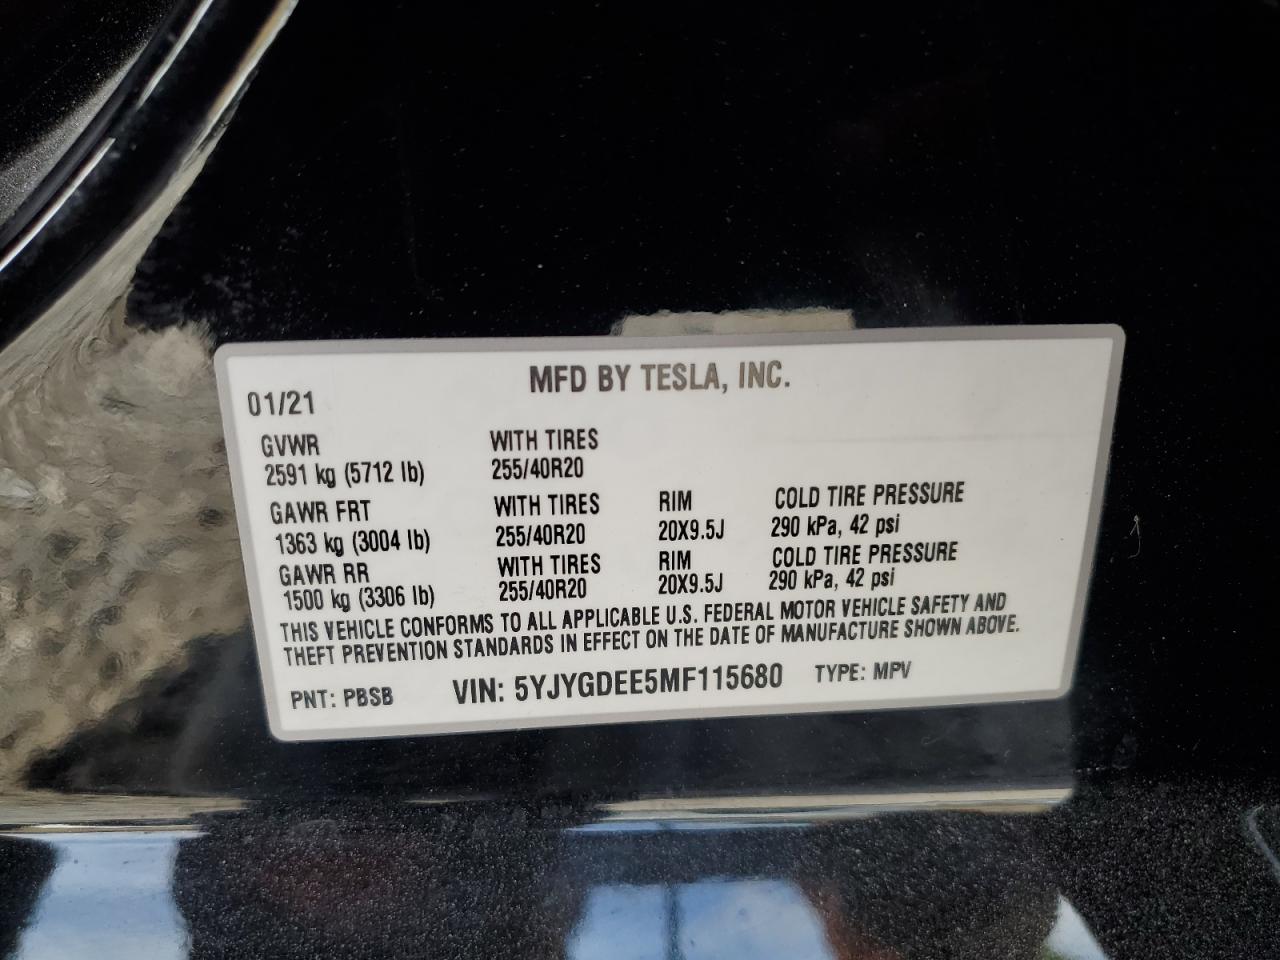 MFD BY TESLA, INC.
01/21
GVWR WITH TIRES
2591 kg (5712 lb) 255/40R20
GAWR FRT WITH TIRES RIM COLD TIRE PRESSURE
1363 kg (3004 lb) 255/40R20 20X9.5J 290 kPa, 42 psi
GAWR RR WITH TIRES RIM COLD TIRE PRESSURE
1500 kg (3306 lb) 255/40R20 20X9.5J 290 kPa, 42 psi
THIS VEHICLE CONFORMS TO ALL APPLICABLE U.S. FEDERAL MOTOR VEHICLE SAFETY AND
THEFT PREVENTION STANDARDS IN EFFECT ON THE DATE OF MANUFACTURE SHOWN ABOVE.
PNT: PBSB VIN: 5YJYGDEE5MF115680 TYPE: MPV